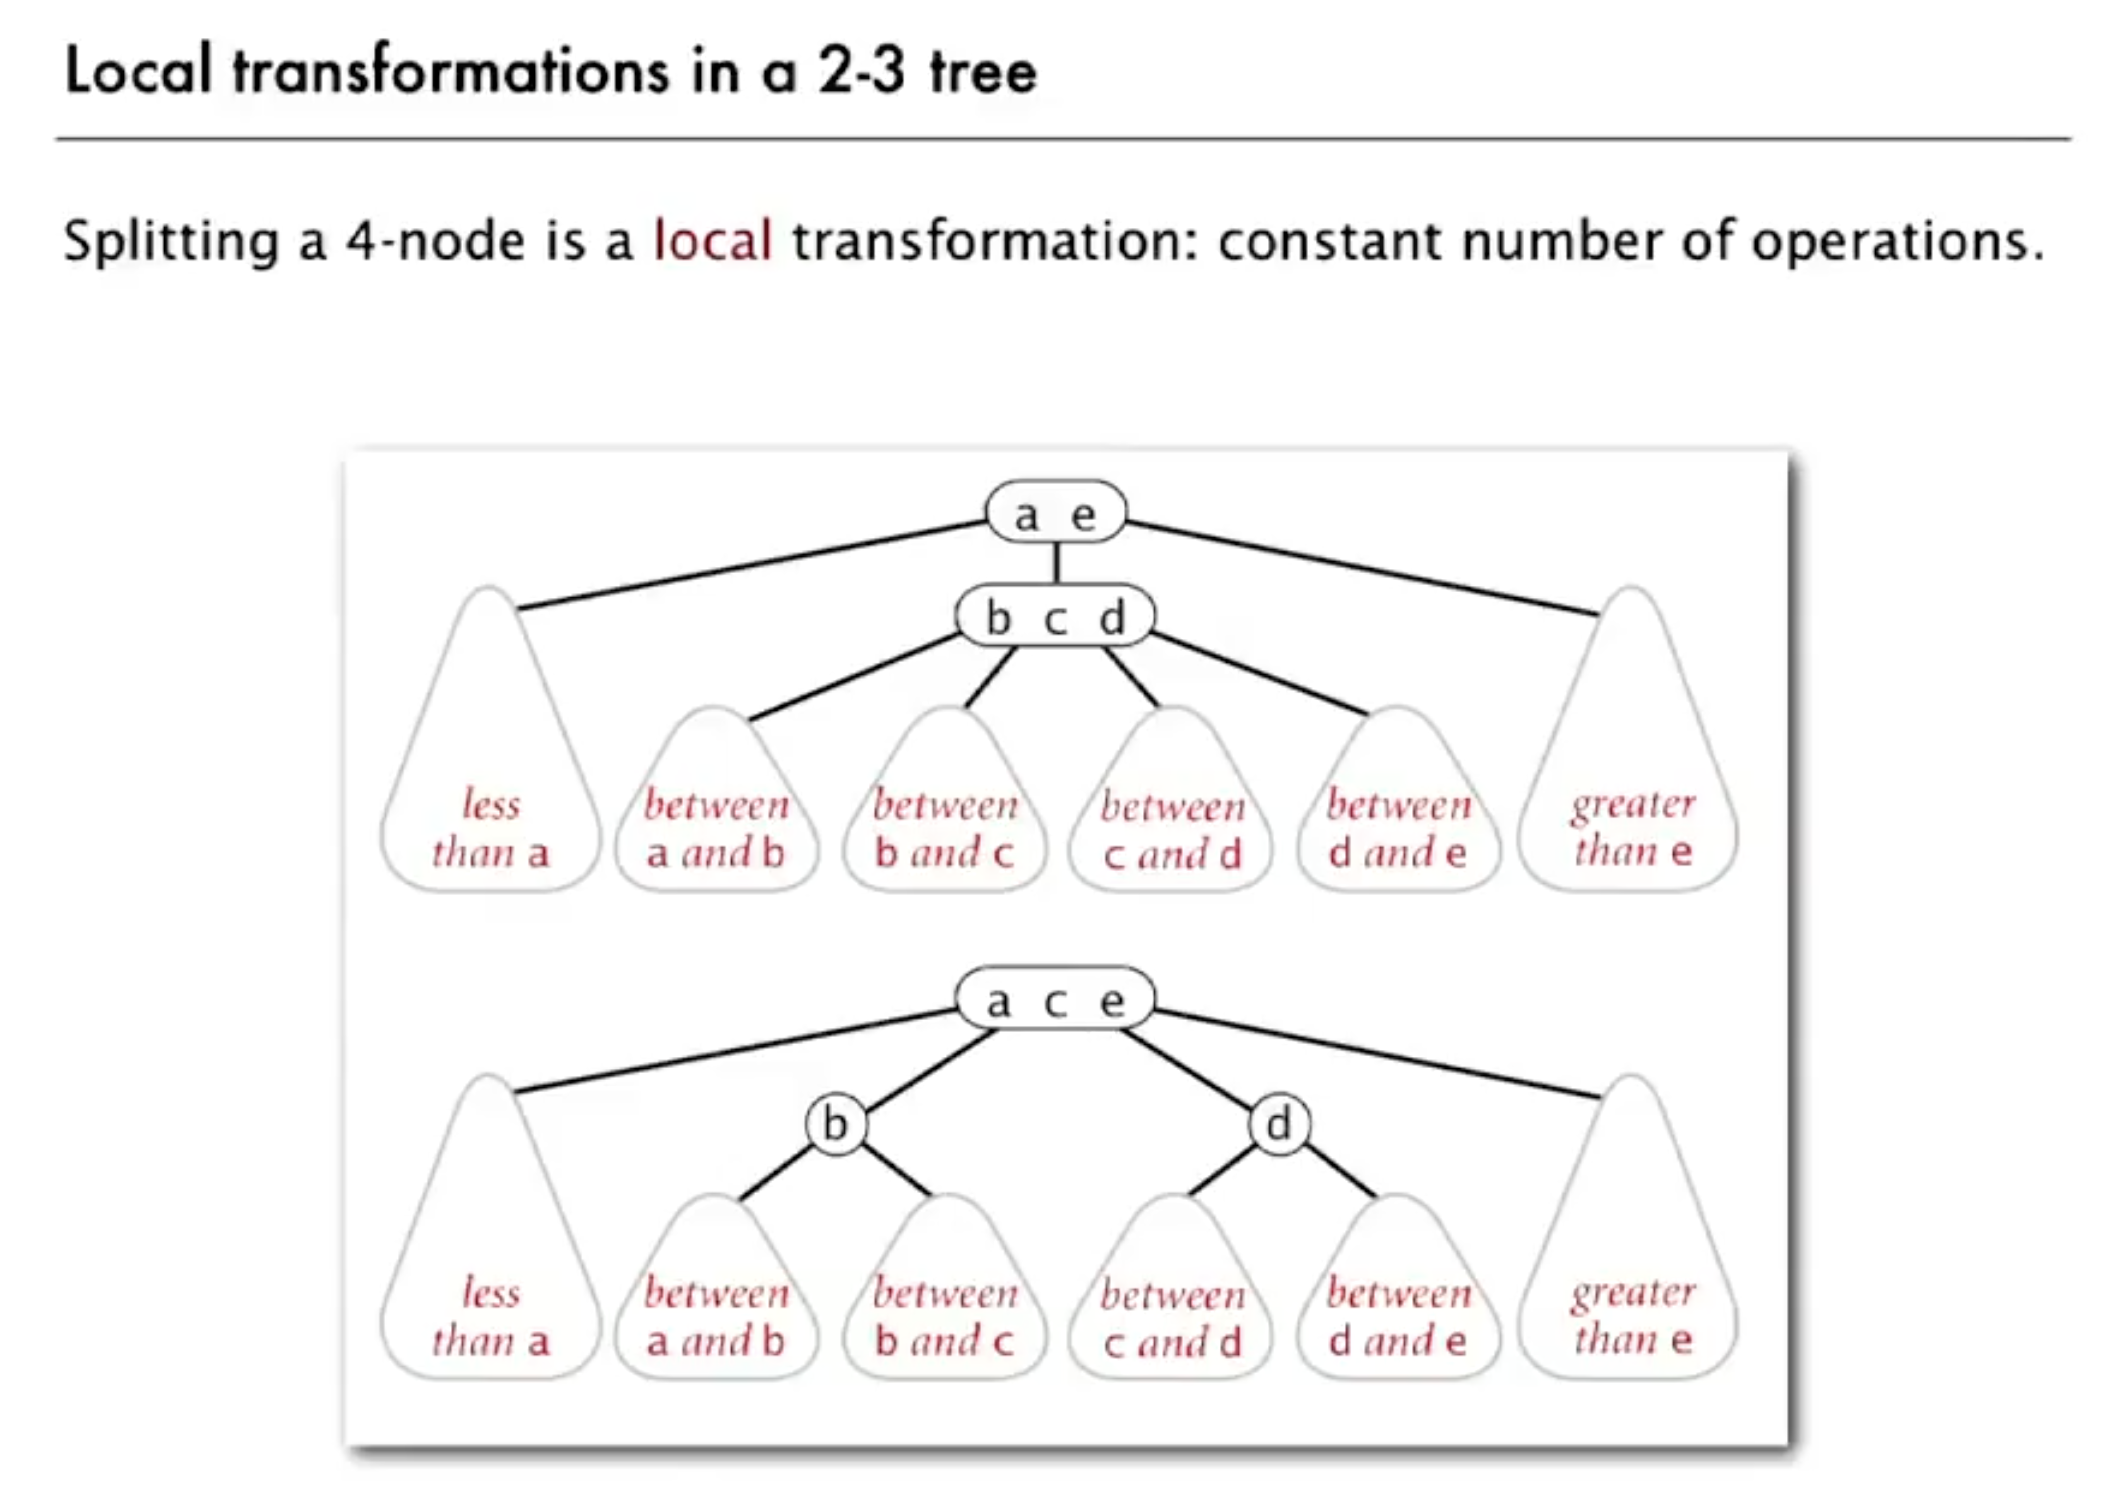 Local transformations in a 2-3 tree
Splitting a 4-node is a local transformation: constant number of operations.
a e
b c d
less
than a
between
a and b
between
b and c
between
c and d
between
d and e
greater
than e
a c e
b
d
less
than a
between
a and b
between
b and c
between
c and d
between
d and e
greater
than e